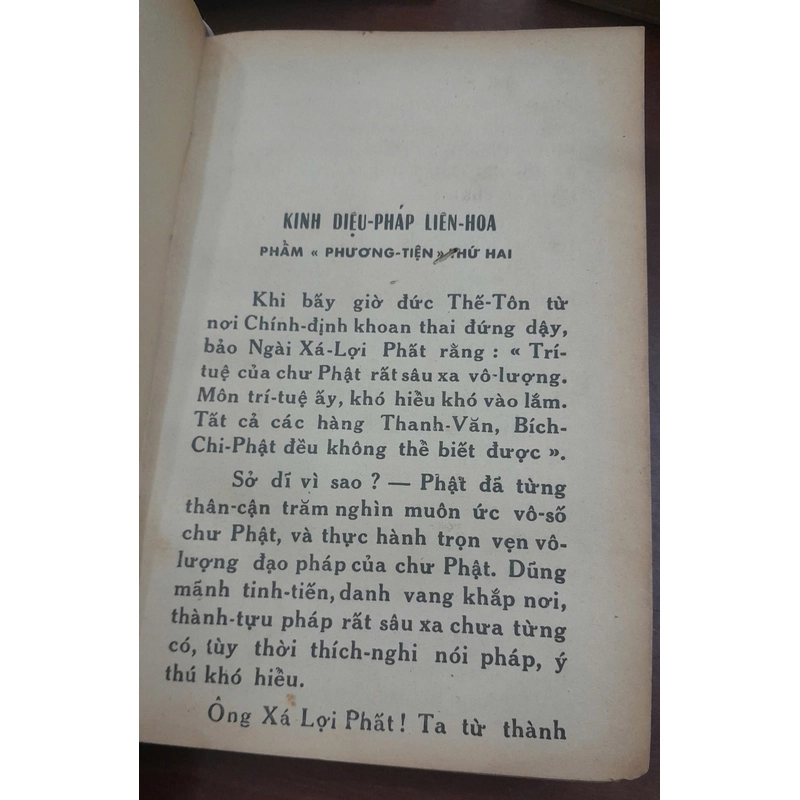 KINH DIỆU-PHÁP LIÊN-HOA
PHẨM « PHƯƠNG-TIỆN » THỨ HAI
Khi bấy giờ đức Thế-Tôn từ
nơi Chính-định khoan thai đứng dậy,
bảo Ngài Xá-Lợi Phất rằng : « Trí-
tuệ của chư Phật rất sâu xa vô-lượng.
Môn trí-tuệ ấy, khó hiểu khó vào lắm.
Tất cả các hàng Thanh-Văn, Bích-
Chi-Phật đều không thể biết được ».
Sở dĩ vì sao ? — Phật đã từng
thân-cận trăm nghìn muôn ức vô-số
chư Phật, và thực hành trọn vẹn vô-
lượng đạo pháp của chư Phật. Dũng
mãnh tinh-tiến, danh vang khắp nơi,
thành-tựu pháp rất sâu xa chưa từng
có, tùy thời thích-nghi nói pháp, ý
thú khó hiểu.
Ông Xá Lợi Phất ! Ta từ thành